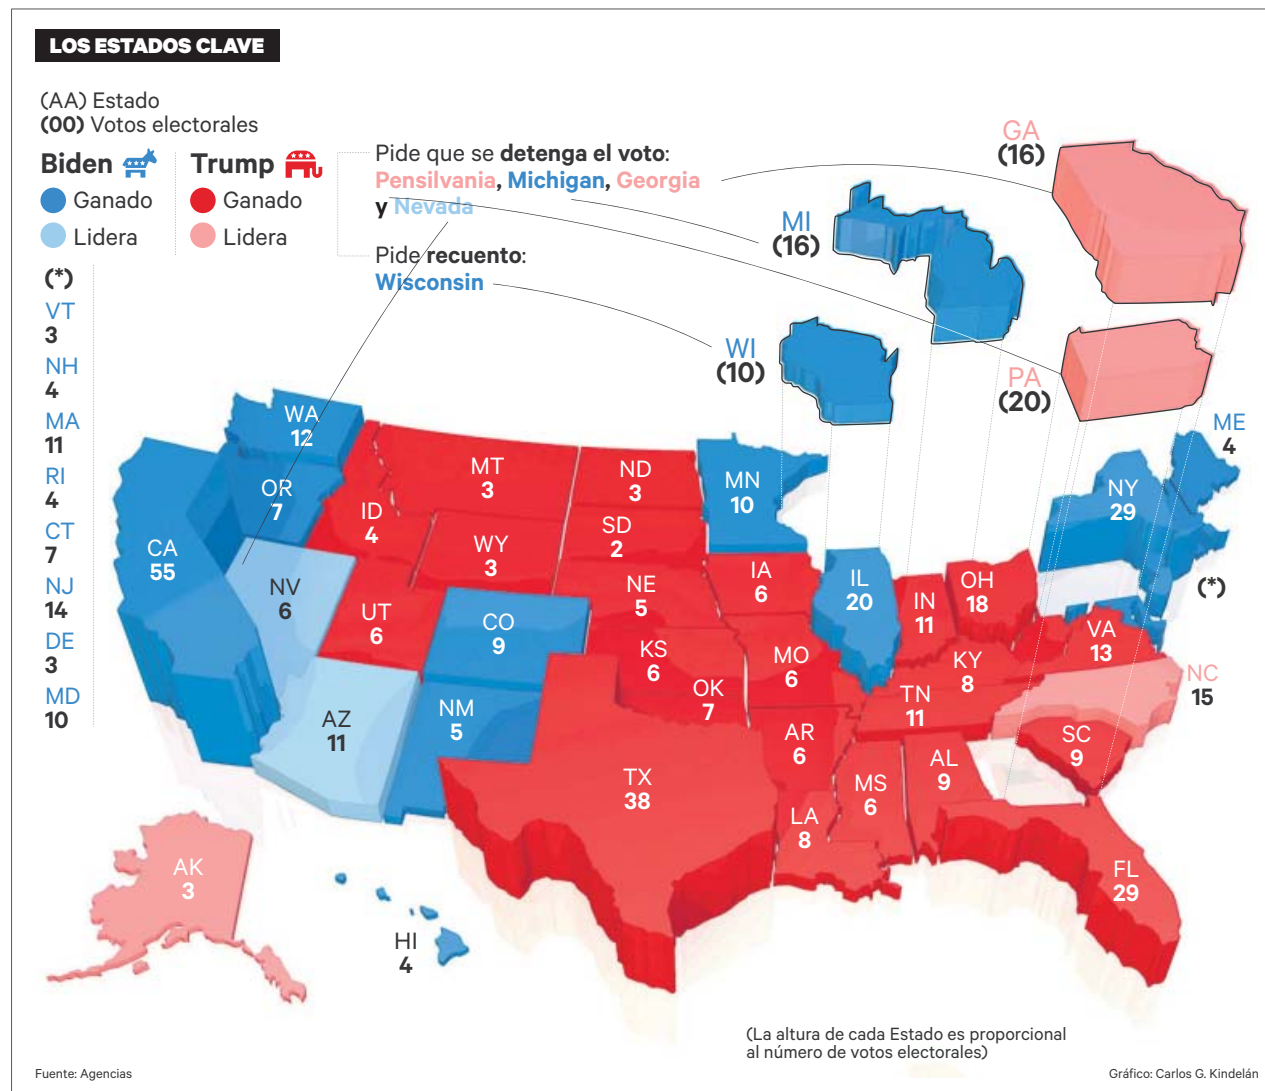 LOS ESTADOS CLAVE
(AA) Estado
(00) Votos electorales
Biden
Trump
Ganado
Ganado
Lidera
Lidera
Pide que se detenga el voto:
Pensilvania, Michigan, Georgia
y Nevada
Pide recuento:
Wisconsin
(*)
VT
3
NH
4
MA
11
RI
4
CT
7
NJ
14
DE
3
MD
10
GA
(16)
MI
(16)
WI
(10)
PA
(20)
ME
4
WA
12
OR
7
CA
55
NV
6
ID
4
MT
3
ND
3
MN
10
NY
29
WY
3
SD
2
UT
6
CO
9
NE
5
IA
6
IL
20
IN
11
OH
18
(*)
VA
13
KS
6
MO
6
KY
8
NC
15
AZ
11
NM
5
OK
7
TN
11
AR
6
SC
9
TX
38
MS
6
AL
9
LA
8
FL
29
AK
3
HI
4
(La altura de cada Estado es proporcional
al número de votos electorales)
Fuente: Agencias
Gráfico: Carlos G. Kindelán